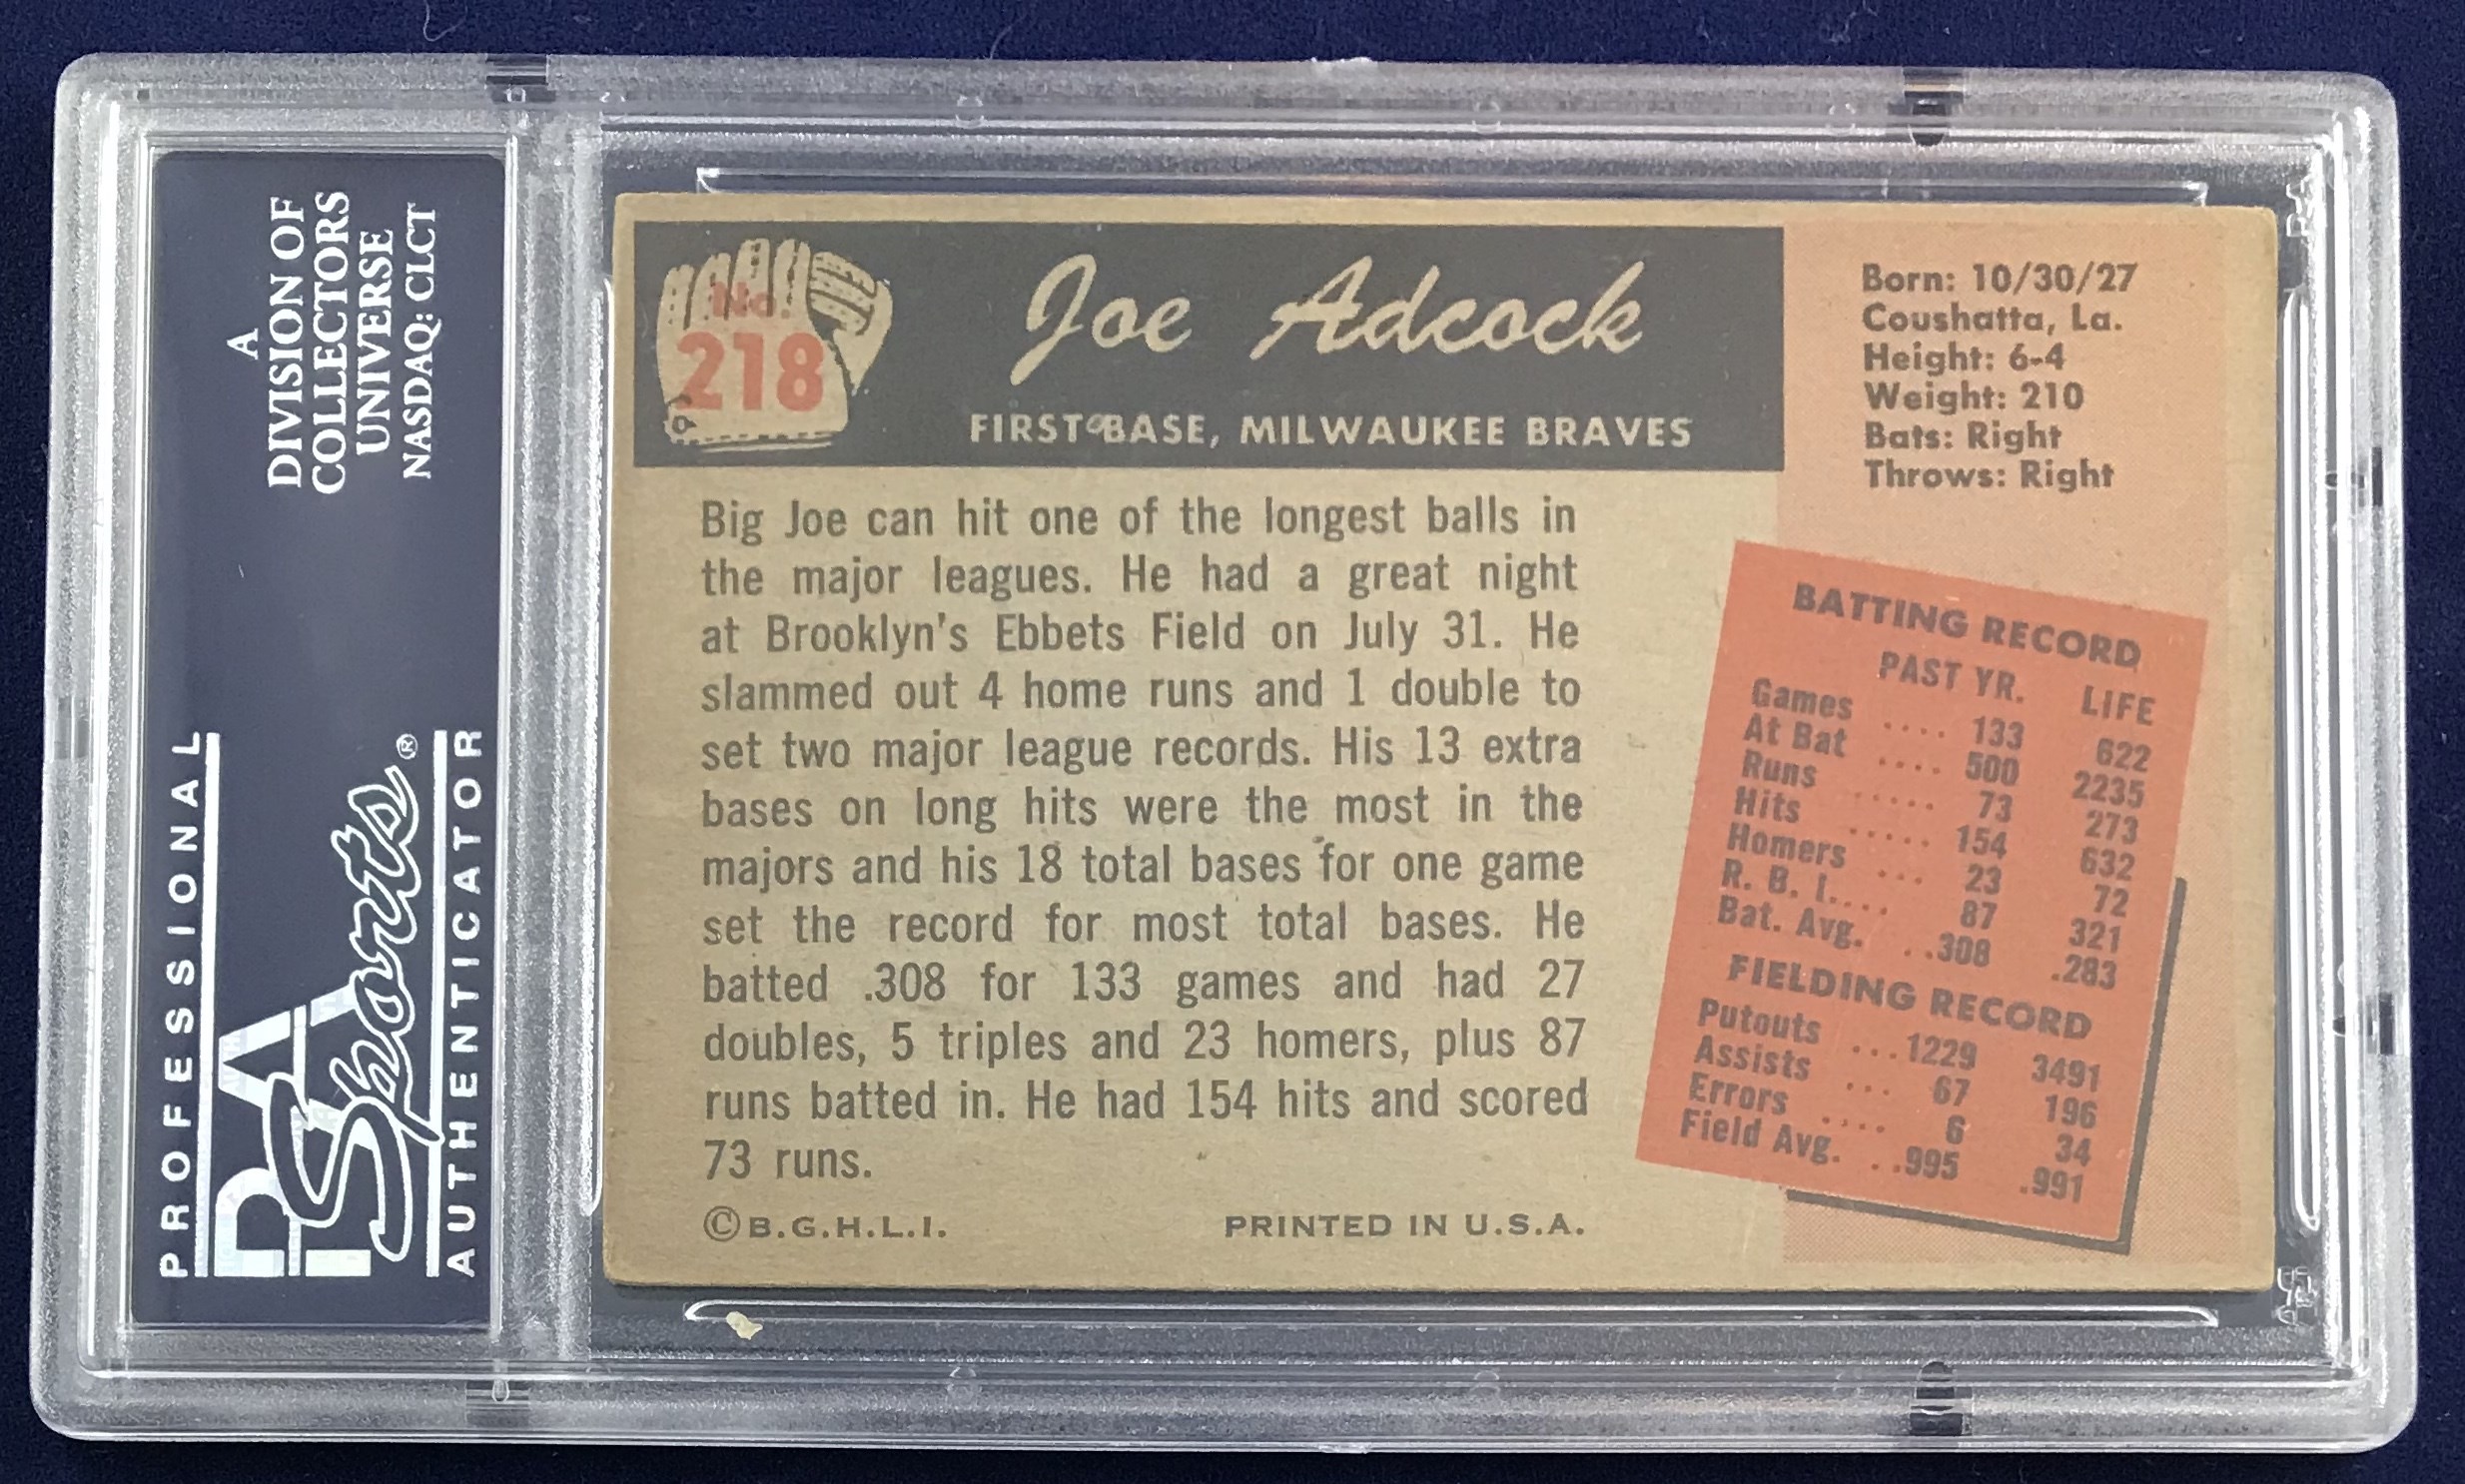 A
DIVISION OF
COLLECTORS
UNIVERSE
NASDAQ: CLCT
PROFESSIONAL
PSA
Sports®
AUTHENTICATOR
No.
218
Joe Adcock
FIRST BASE, MILWAUKEE BRAVES
Born: 10/30/27
Coushatta, La.
Height: 6-4
Weight: 210
Bats: Right
Throws: Right
Big Joe can hit one of the longest balls in
the major leagues. He had a great night
at Brooklyn's Ebbets Field on July 31. He
slammed out 4 home runs and 1 double to
set two major league records. His 13 extra
bases on long hits were the most in the
majors and his 18 total bases for one game
set the record for most total bases. He
batted .308 for 133 games and had 27
doubles, 5 triples and 23 homers, plus 87
runs batted in. He had 154 hits and scored
73 runs.
© B.G.H.L.I. PRINTED IN U.S.A.
BATTING RECORD
PAST YR. LIFE
Games .... 133 622
At Bat .... 500 2235
Runs ..... 73 273
Hits ..... 154 632
Homers ... 23 72
R. B. I..... 87 321
Bat. Avg. ..308 .283
FIELDING RECORD
Putouts ...1229 3491
Assists ... 67 196
Errors .... 6 34
Field Avg. ..995 .991